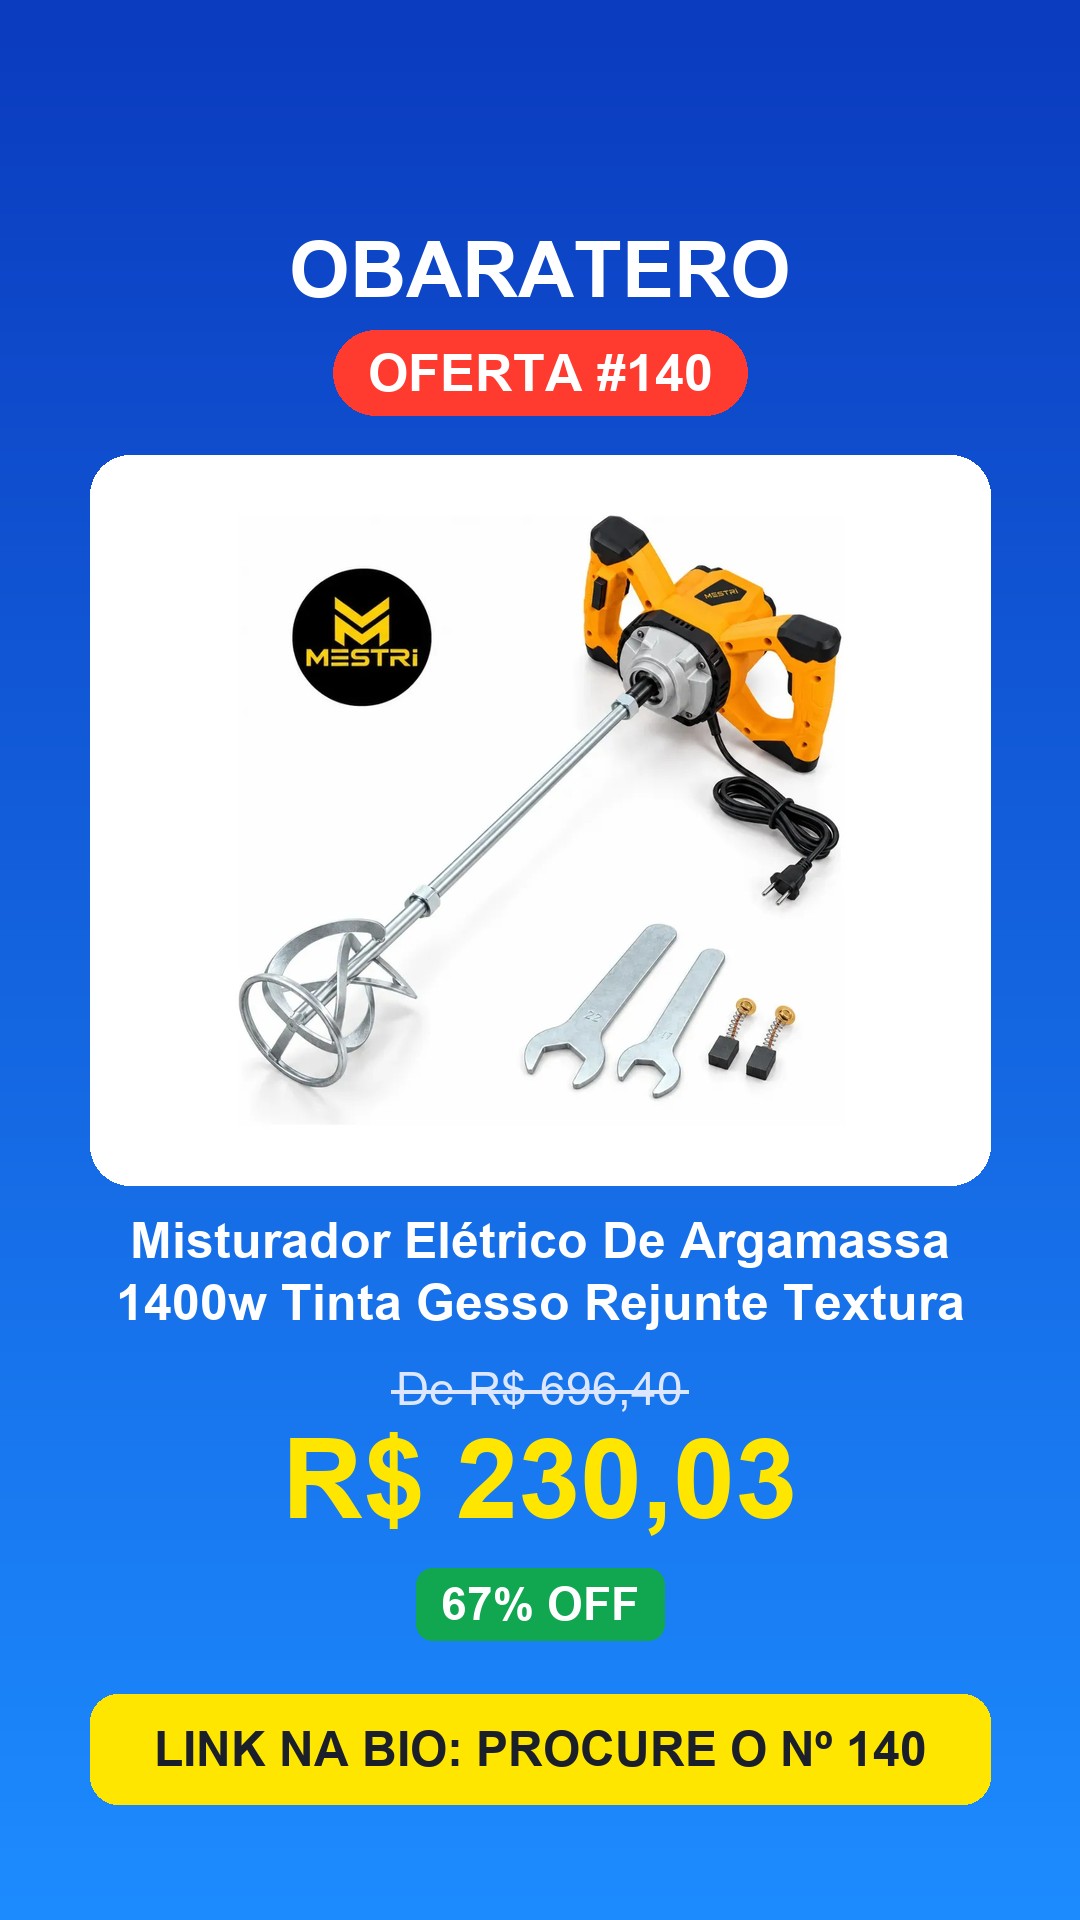 OBARATERO
OFERTA #140
MESTRi
MESTRi
22
Misturador Elétrico De Argamassa
1400w Tinta Gesso Rejunte Textura
De R$ 696,40
R$ 230,03
67% OFF
LINK NA BIO: PROCURE O Nº 140